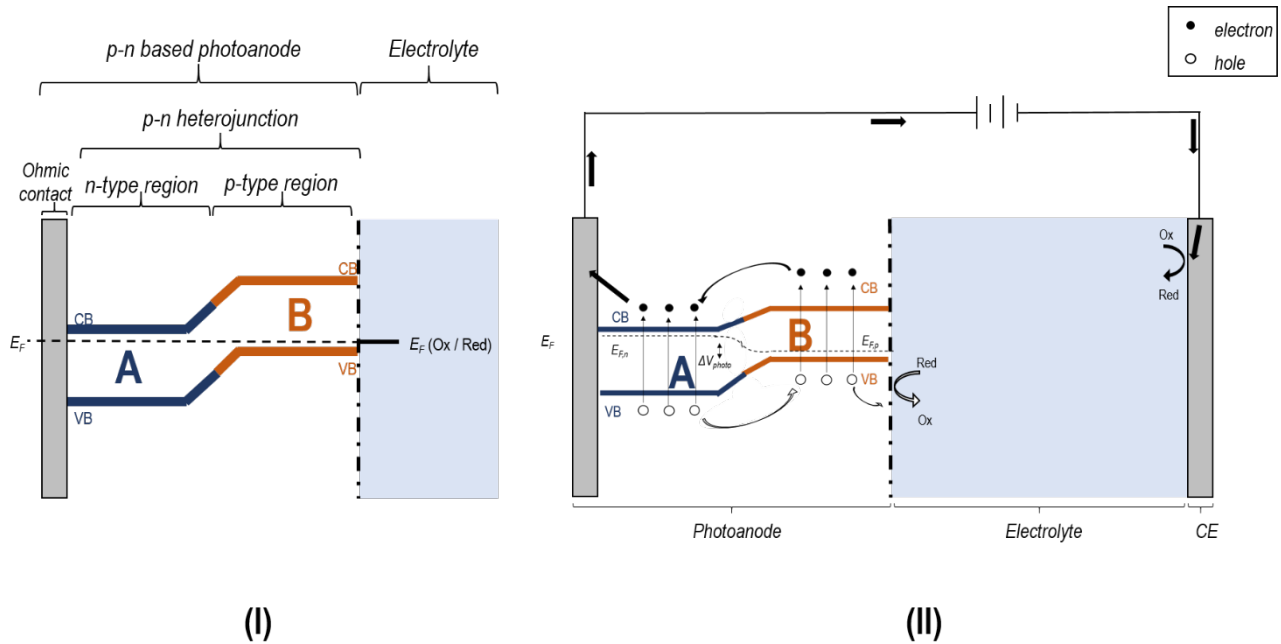 electron
hole
p-n based photoanode
Electrolyte
p-n heterojunction
Ohmic
contact
n-type region
p-type region
CB
B
CB
E_F
A
E_F (Ox / Red)
VB
VB
Ox
Red
CB
CB
B
E_F
E_F,n
E_F,p
ΔV_photo
A
VB
Red
VB
Ox
Photoanode
Electrolyte
CE
(I)
(II)